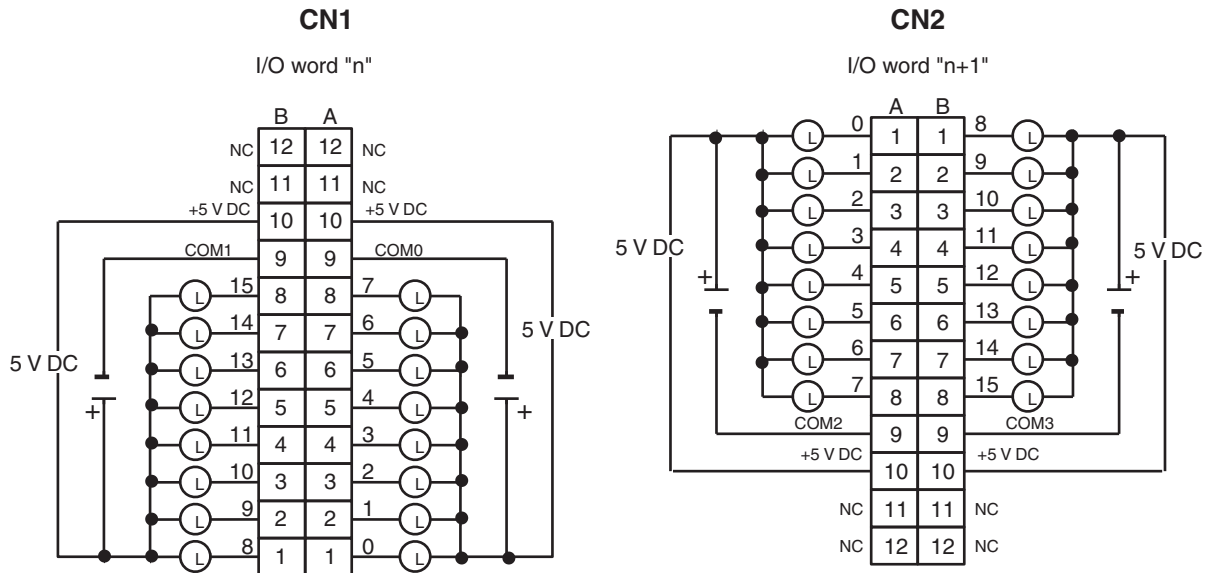 CN1
I/O word "n"
B A
NC 12 12 NC
NC 11 11 NC
+5 V DC 10 10 +5 V DC
COM1 9 9 COM0
L 15 8 8 7 L
L 14 7 7 6 L
5 V DC
L 13 6 6 5 L
5 V DC
L 12 5 5 4 L
+ +
L 11 4 4 3 L
L 10 3 3 2 L
L 9 2 2 1 L
L 8 1 1 0 L
CN2
I/O word "n+1"
A B
L 0 1 1 8 L
L 1 2 2 9 L
L 2 3 3 10 L
5 V DC L 3 4 4 11 L 5 V DC
+ L 4 5 5 12 L +
L 5 6 6 13 L
L 6 7 7 14 L
L 7 8 8 15 L
COM2 9 9 COM3
+5 V DC 10 10 +5 V DC
NC 11 11 NC
NC 12 12 NC